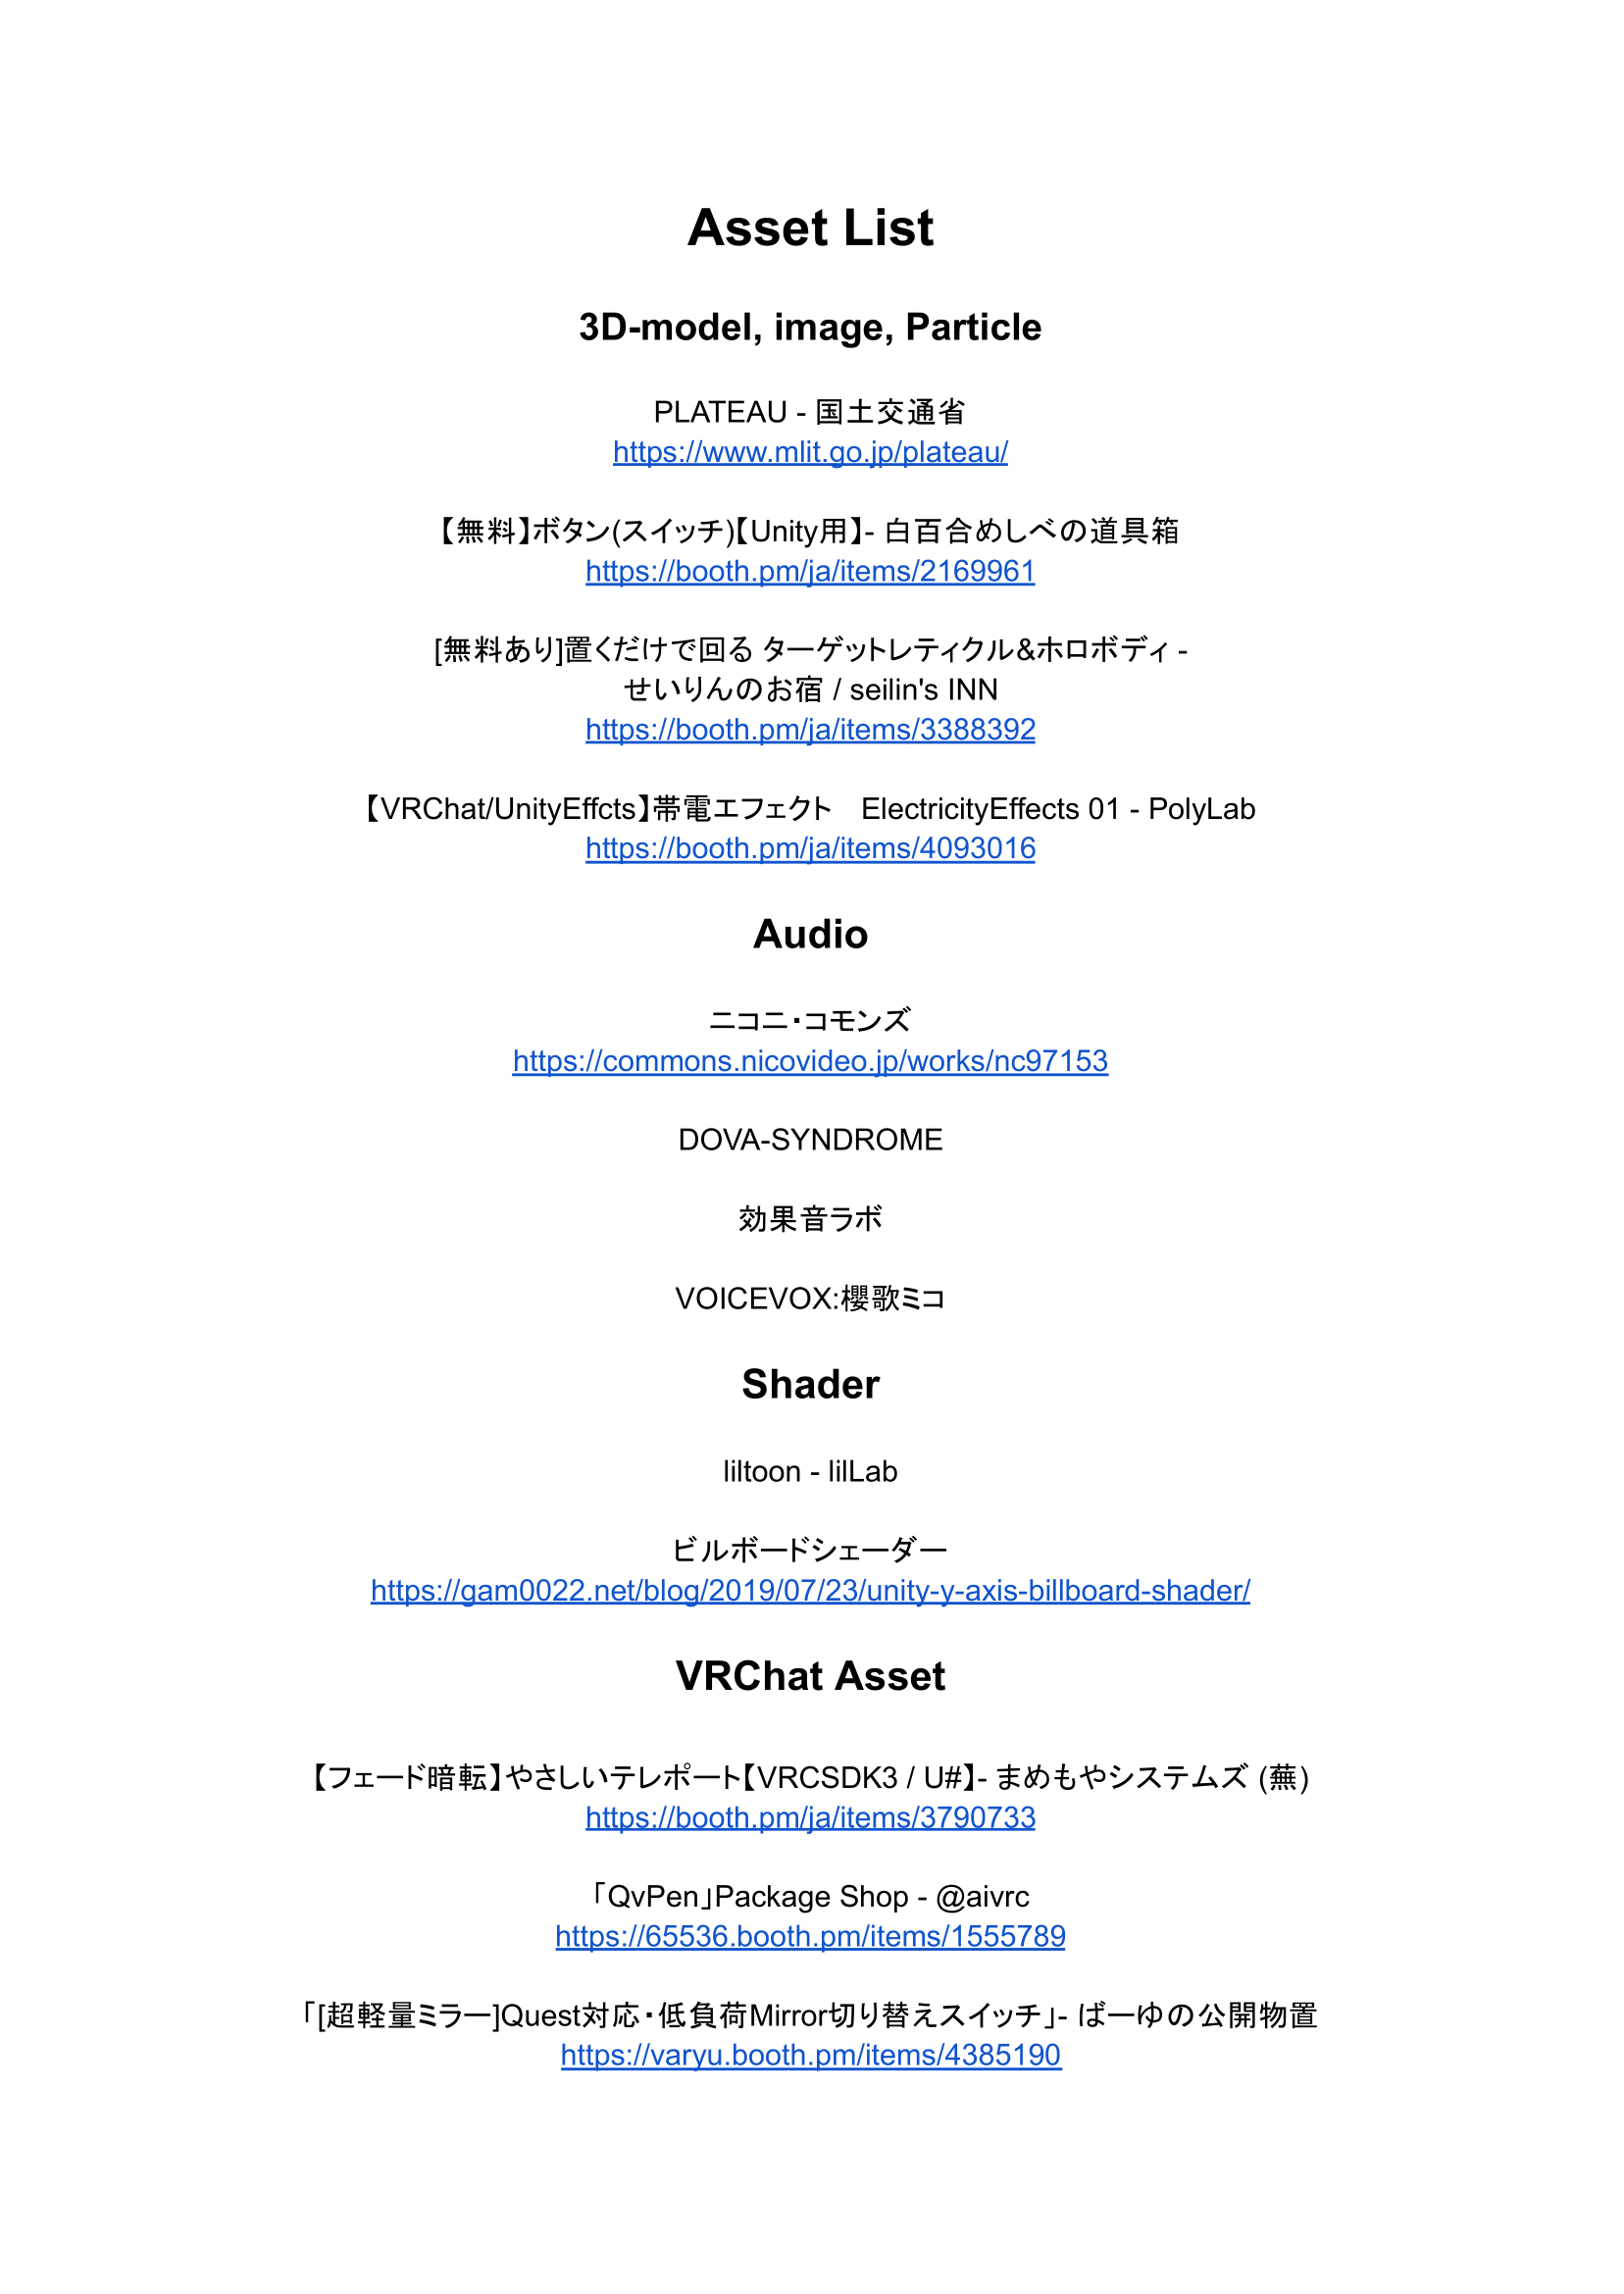 Asset List
3D-model, image, Particle
PLATEAU - 国土交通省
https://www.mlit.go.jp/plateau/
【無料】ボタン(スイッチ)【Unity用】- 白百合めしべの道具箱
https://booth.pm/ja/items/2169961
[無料あり]置くだけで回る ターゲットレティクル&ホロボディ -
せいりんのお宿 / seilin's INN
https://booth.pm/ja/items/3388392
【VRChat/UnityEffcts】帯電エフェクト　ElectricityEffects 01 - PolyLab
https://booth.pm/ja/items/4093016
Audio
ニコニ・コモンズ
https://commons.nicovideo.jp/works/nc97153
DOVA-SYNDROME
効果音ラボ
VOICEVOX:櫻歌ミコ
Shader
liltoon - lilLab
ビルボードシェーダー
https://gam0022.net/blog/2019/07/23/unity-y-axis-billboard-shader/
VRChat Asset
【フェード暗転】やさしいテレポート【VRCSDK3 / U#】- まめもやシステムズ (蕪)
https://booth.pm/ja/items/3790733
「QvPen」Package Shop - @aivrc
https://65536.booth.pm/items/1555789
「[超軽量ミラー]Quest対応・低負荷Mirror切り替えスイッチ」- ばーゆの公開物置
https://varyu.booth.pm/items/4385190